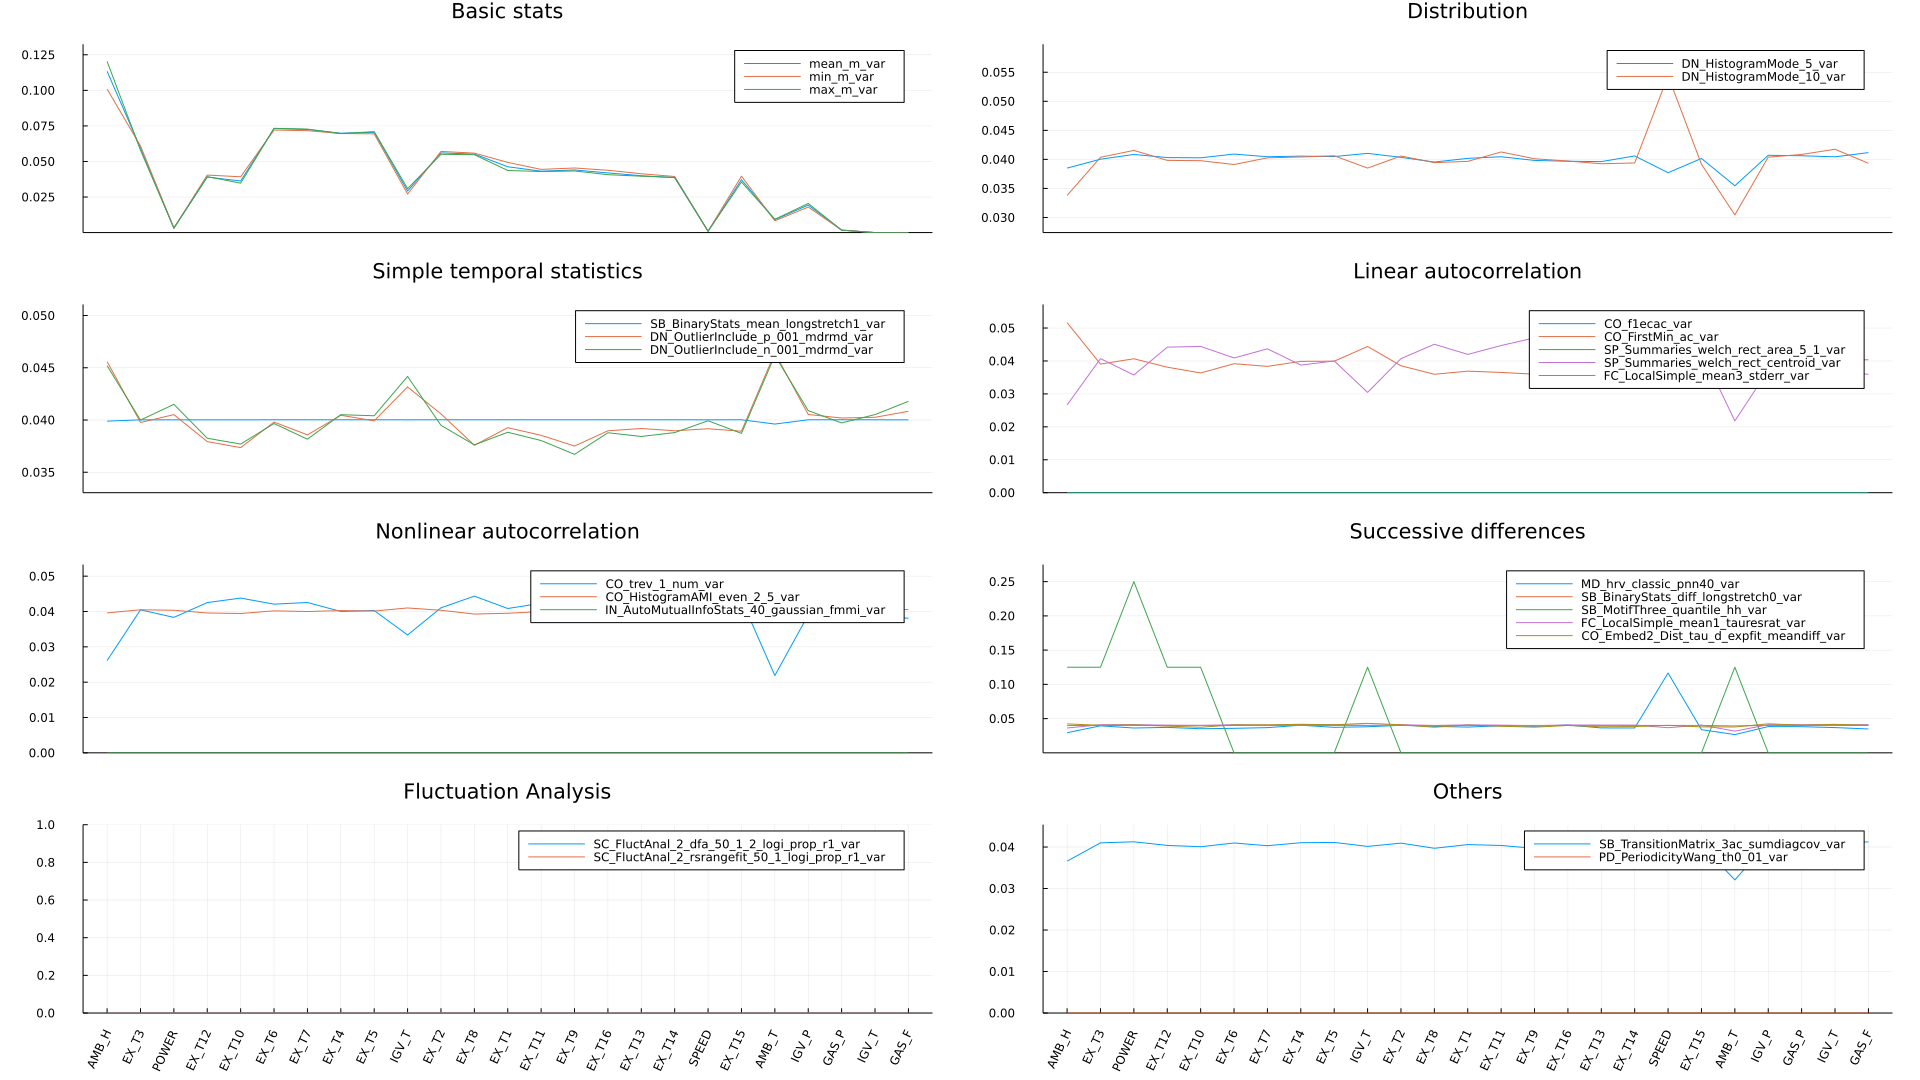 Basic stats
0.125
0.100
0.075
0.050
0.025
mean_m_var
min_m_var
max_m_var
Distribution
0.055
0.050
0.045
0.040
0.035
0.030
DN_HistogramMode_5_var
DN_HistogramMode_10_var
Simple temporal statistics
0.050
0.045
0.040
0.035
SB_BinaryStats_mean_longstretch1_var
DN_OutlierInclude_p_001_mdrmd_var
DN_OutlierInclude_n_001_mdrmd_var
Linear autocorrelation
0.05
0.04
0.03
0.02
0.01
0.00
CO_f1ecac_var
CO_FirstMin_ac_var
SP_Summaries_welch_rect_area_5_1_var
SP_Summaries_welch_rect_centroid_var
FC_LocalSimple_mean3_stderr_var
Nonlinear autocorrelation
0.05
0.04
0.03
0.02
0.01
0.00
CO_trev_1_num_var
CO_HistogramAMI_even_2_5_var
IN_AutoMutualInfoStats_40_gaussian_fmmi_var
Successive differences
0.25
0.20
0.15
0.10
0.05
MD_hrv_classic_pnn40_var
SB_BinaryStats_diff_longstretch0_var
SB_MotifThree_quantile_hh_var
FC_LocalSimple_mean1_tauresrat_var
CO_Embed2_Dist_tau_d_expfit_meandiff_var
Fluctuation Analysis
1.0
0.8
0.6
0.4
0.2
0.0
SC_FluctAnal_2_dfa_50_1_2_logi_prop_r1_var
SC_FluctAnal_2_rsrangefit_50_1_logi_prop_r1_var
AMB_H
EX_T3
POWER
EX_T12
EX_T10
EX_T6
EX_T7
EX_T4
EX_T5
IGV_T
EX_T2
EX_T8
EX_T1
EX_T11
EX_T9
EX_T16
EX_T13
EX_T14
SPEED
EX_T15
AMB_T
IGV_P
GAS_P
IGV_T
GAS_F
Others
0.04
0.03
0.02
0.01
0.00
SB_TransitionMatrix_3ac_sumdiagcov_var
PD_PeriodicityWang_th0_01_var
AMB_H
EX_T3
POWER
EX_T12
EX_T10
EX_T6
EX_T7
EX_T4
EX_T5
IGV_T
EX_T2
EX_T8
EX_T1
EX_T11
EX_T9
EX_T16
EX_T13
EX_T14
SPEED
EX_T15
AMB_T
IGV_P
GAS_P
IGV_T
GAS_F